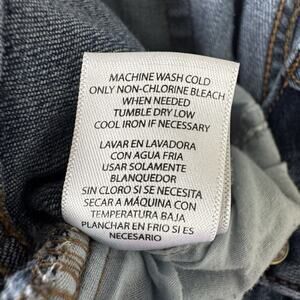 MACHINE WASH COLD
ONLY NON-CHLORINE BLEACH
WHEN NEEDED
TUMBLE DRY LOW
COOL IRON IF NECESSARY
LAVAR EN LAVADORA
CON AGUA FRIA
USAR SOLAMENTE
BLANQUEDOR
SIN CLORO SI SE NECESITA
SECAR A MÁQUINA CON
TEMPERATURA BAJA
PLANCHAR EN FRIO SI ES
NECESARIO